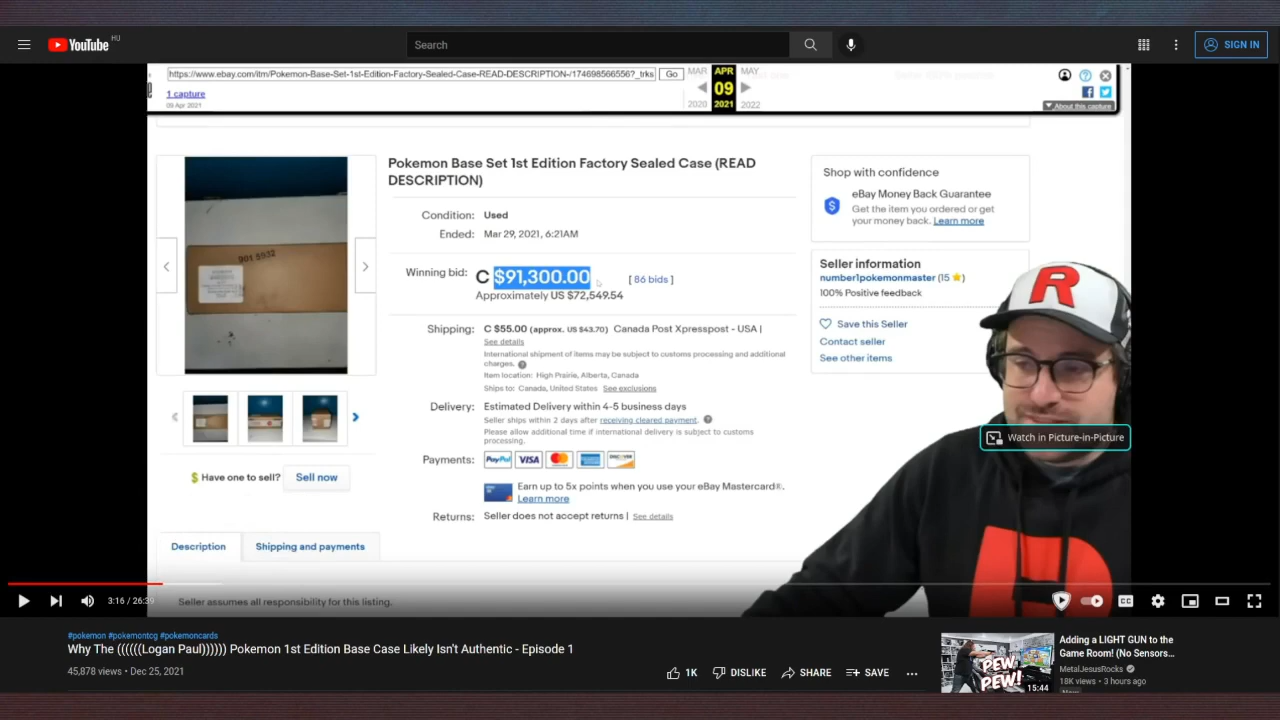 YouTube HU
Search
SIGN IN
https://www.ebay.com/itm/Pokemon-Base-Set-1st-Edition-Factory-Sealed-Case-READ-DESCRIPTION-/174698566556?_trks
Go
MAR APR MAY
1 capture
09
09 Apr 2021
2020 2021 2022
About this capture
Pokemon Base Set 1st Edition Factory Sealed Case (READ
DESCRIPTION)
Condition: Used
Ended: Mar 29, 2021, 6:21AM
Winning bid: C $91,300.00 [ 86 bids ]
Approximately US $72,549.54
Shipping: C $55.00 (approx. US $43.70) Canada Post Xpresspost - USA |
See details
International shipment of items may be subject to customs processing and additional
charges.
Item location: High Prairie, Alberta, Canada
Ships to: Canada, United States See exclusions
Delivery: Estimated Delivery within 4-5 business days
Seller ships within 2 days after receiving cleared payment.
Please allow additional time if international delivery is subject to customs
processing.
Payments: PayPal VISA DISCOVER
Earn up to 5x points when you use your eBay Mastercard®.
Learn more
Returns: Seller does not accept returns | See details
901 5932
Have one to sell? Sell now
Description
Shipping and payments
Seller assumes all responsibility for this listing.
Shop with confidence
eBay Money Back Guarantee
Get the item you ordered or get
your money back. Learn more
Seller information
number1pokemonmaster (15 )
100% Positive feedback
Save this Seller
Contact seller
See other items
R
Watch in Picture-in-Picture
3:16 / 26:39
CC
#pokemon #pokemontcg #pokemoncards
Why The ((((((Logan Paul)))))) Pokemon 1st Edition Base Case Likely Isn't Authentic - Episode 1
45,878 views • Dec 25, 2021
1K
DISLIKE
SHARE
SAVE
PEW
PEW!
15:44
Adding a LIGHT GUN to the
Game Room! (No Sensors...
MetalJesusRocks
18K views • 3 hours ago
New